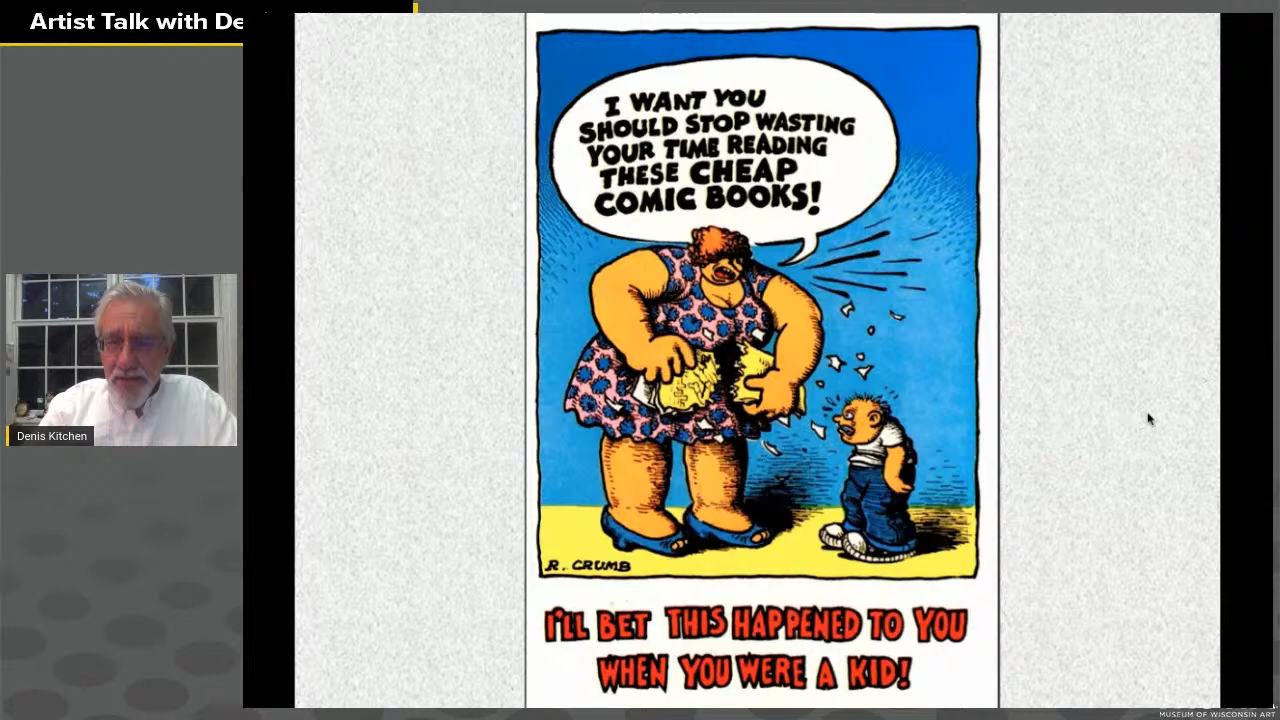 Artist Talk with De
I WANT YOU
SHOULD STOP WASTING
YOUR TIME READING
THESE CHEAP
COMIC BOOKS!
Denis Kitchen
R. CRUMB
I'LL BET THIS HAPPENED TO YOU
WHEN YOU WERE A KID!
MUSEUM OF WISCONSIN ART